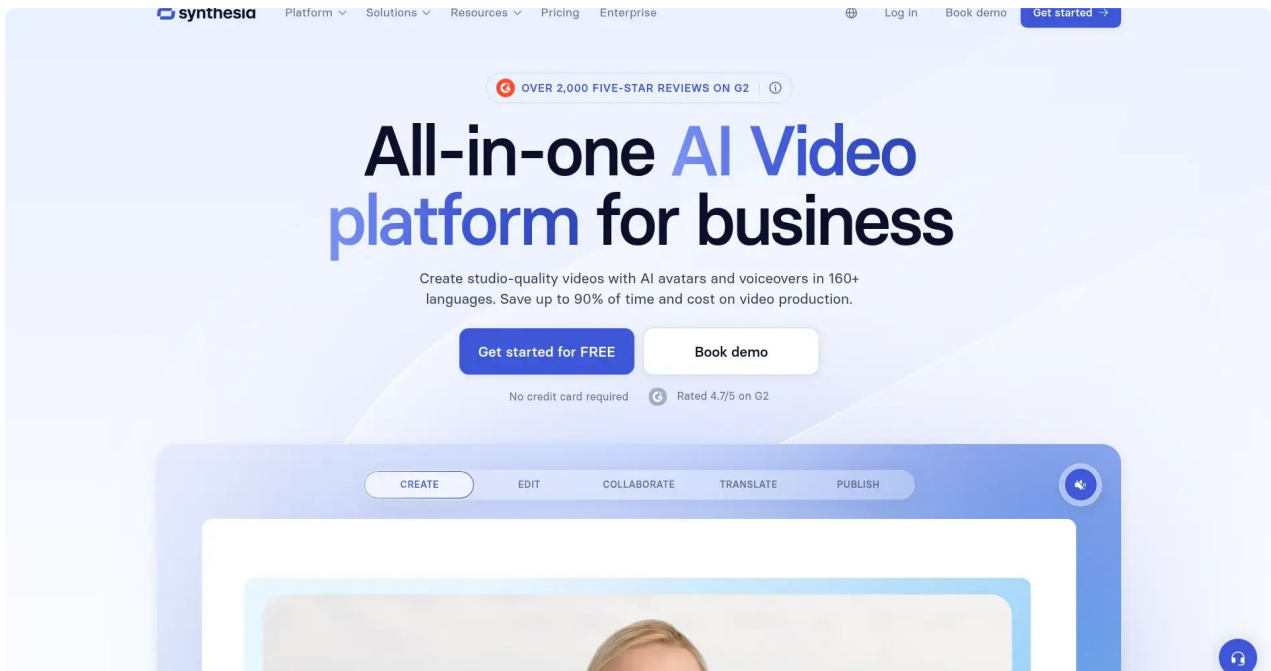 synthesia Platform Solutions Resources Pricing Enterprise Log in Book demo Get started →
OVER 2,000 FIVE-STAR REVIEWS ON G2
All-in-one AI Video
platform for business
Create studio-quality videos with AI avatars and voiceovers in 160+
languages. Save up to 90% of time and cost on video production.
Get started for FREE Book demo
No credit card required Rated 4.7/5 on G2
CREATE EDIT COLLABORATE TRANSLATE PUBLISH